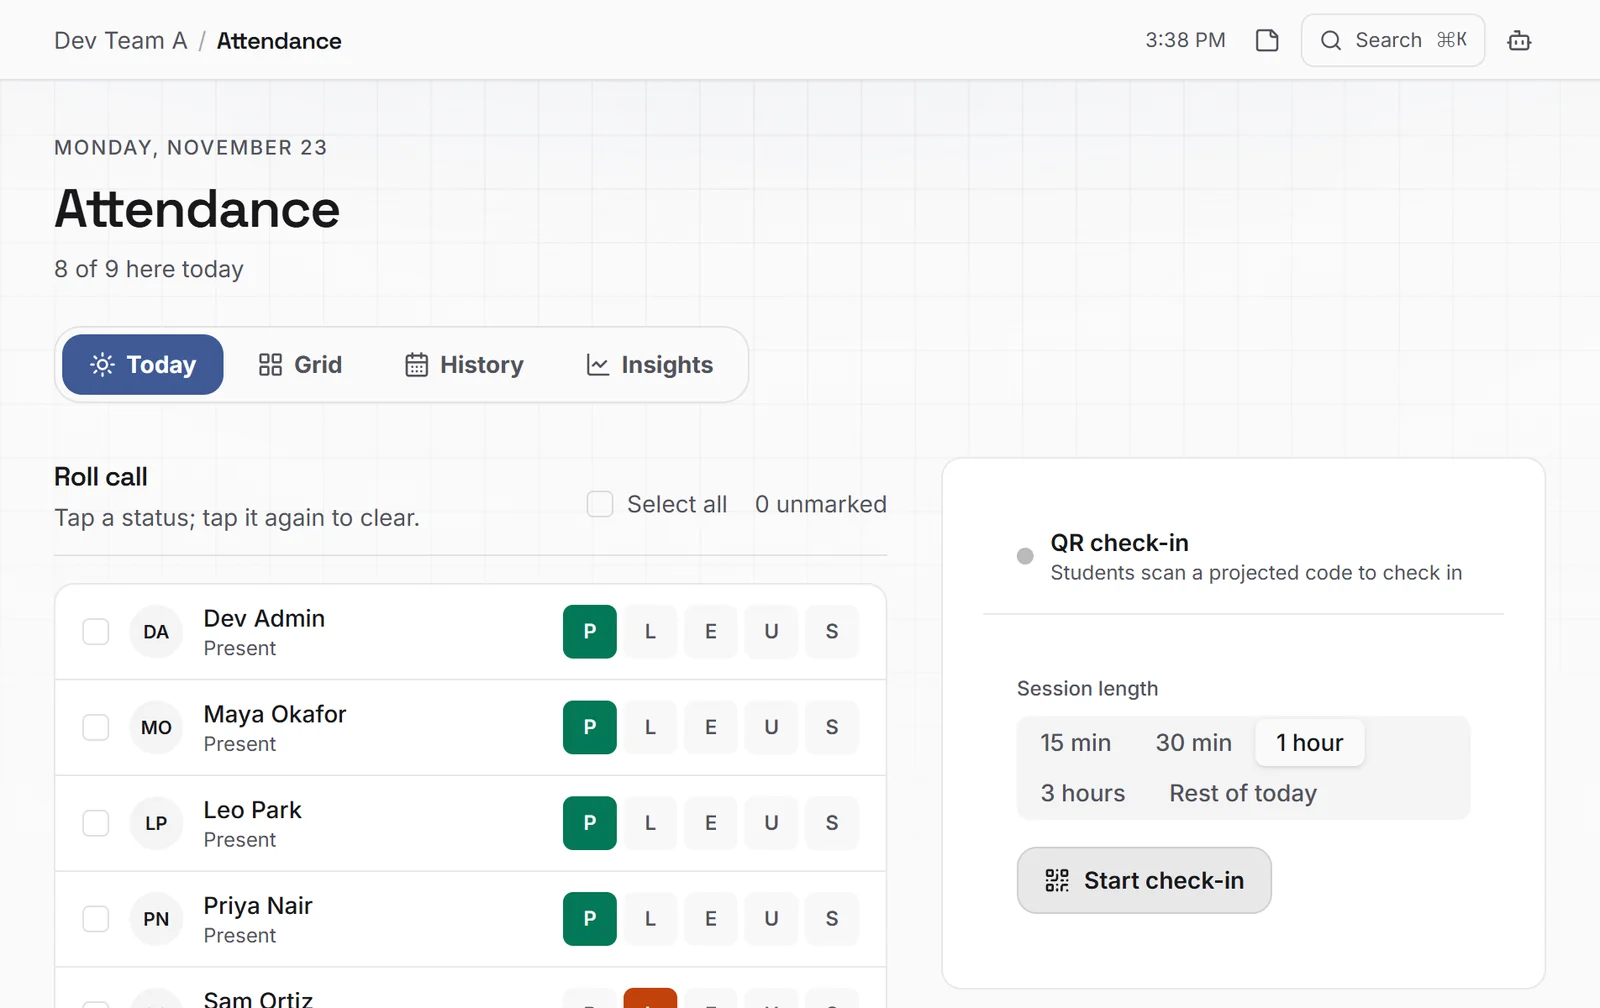 Dev Team A / Attendance
3:38 PM
Search ⌘K
MONDAY, NOVEMBER 23
Attendance
8 of 9 here today
Today
Grid
History
Insights
Roll call
Tap a status; tap it again to clear.
Select all
0 unmarked
DA
Dev Admin
Present
P L E U S
MO
Maya Okafor
Present
P L E U S
LP
Leo Park
Present
P L E U S
PN
Priya Nair
Present
P L E U S
Sam Ortiz
QR check-in
Students scan a projected code to check in
Session length
15 min
30 min
1 hour
3 hours
Rest of today
Start check-in